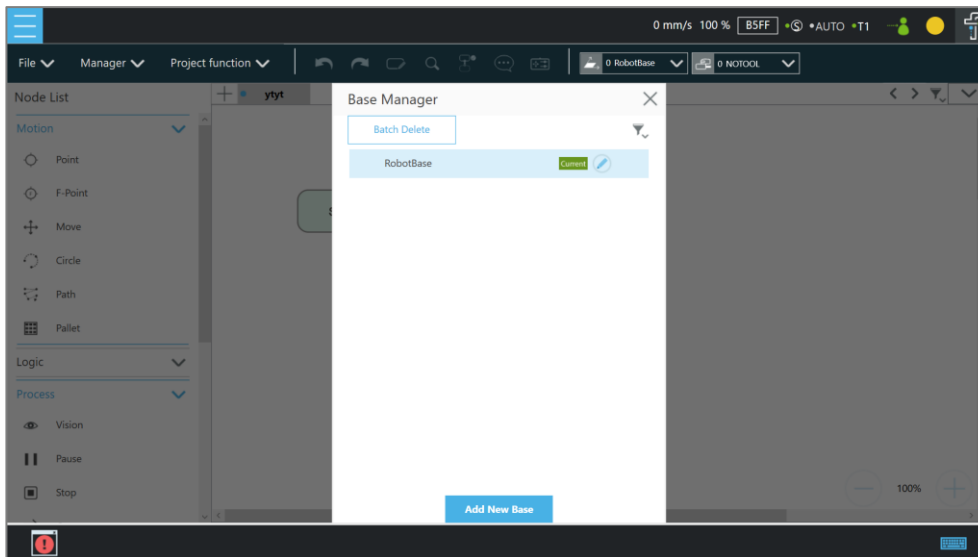 0 mm/s 100 % B5FF S AUTO T1
File Manager Project function 0 RobotBase 0 NOTOOL
Node List
ytyt
Base Manager
Batch Delete
RobotBase Current
Motion
Point
F-Point
Move
Circle
Path
Pallet
Logic
Process
Vision
Pause
Stop
100%
Add New Base